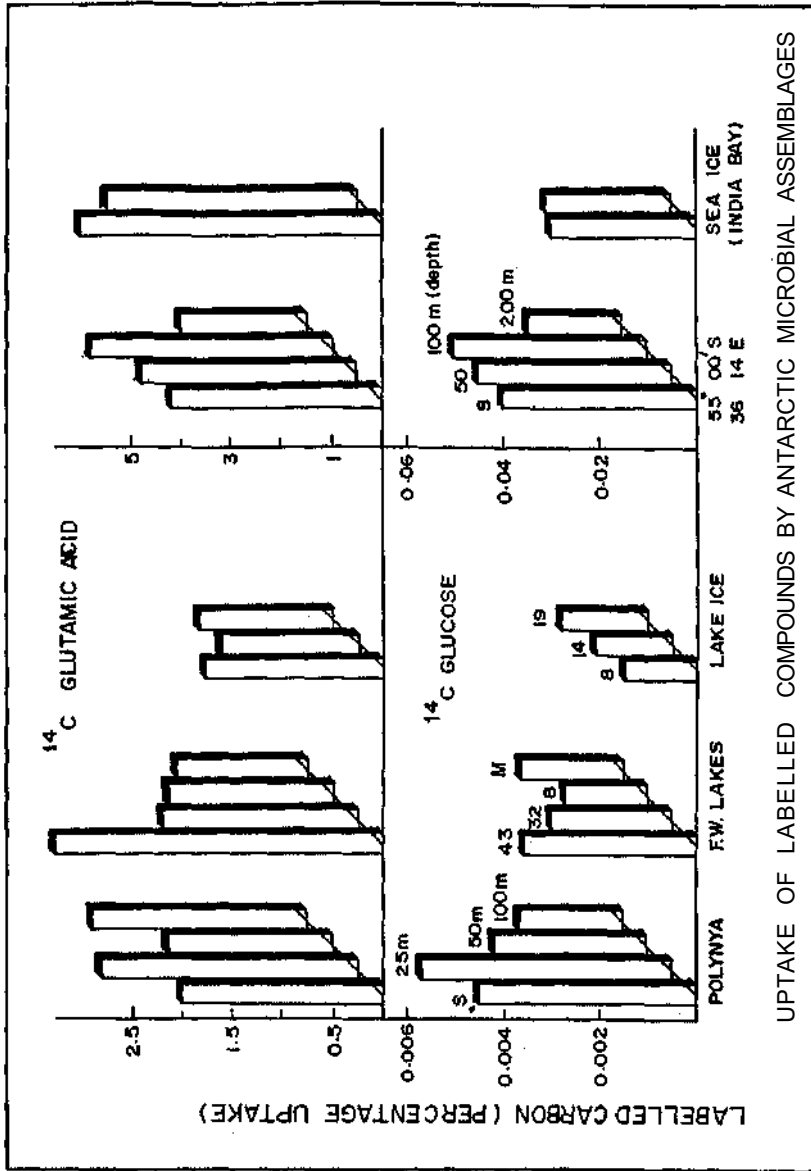 LABELLED CARBON (PERCENTAGE UPTAKE)
14C GLUTAMIC ACID
2.5
1.5
0.5
5
3
1
14C GLUCOSE
0.006
0.004
0.002
0.06
0.04
0.02
'S'
25m
50m
100m
43
32
8
M
8
14
19
S
50
100 m (depth)
200 m
POLYNYA
F.W. LAKES
LAKE ICE
55° 00'S
36 14 E
SEA ICE
(INDIA BAY)
UPTAKE OF LABELLED COMPOUNDS BY ANTARCTIC MICROBIAL ASSEMBLAGES